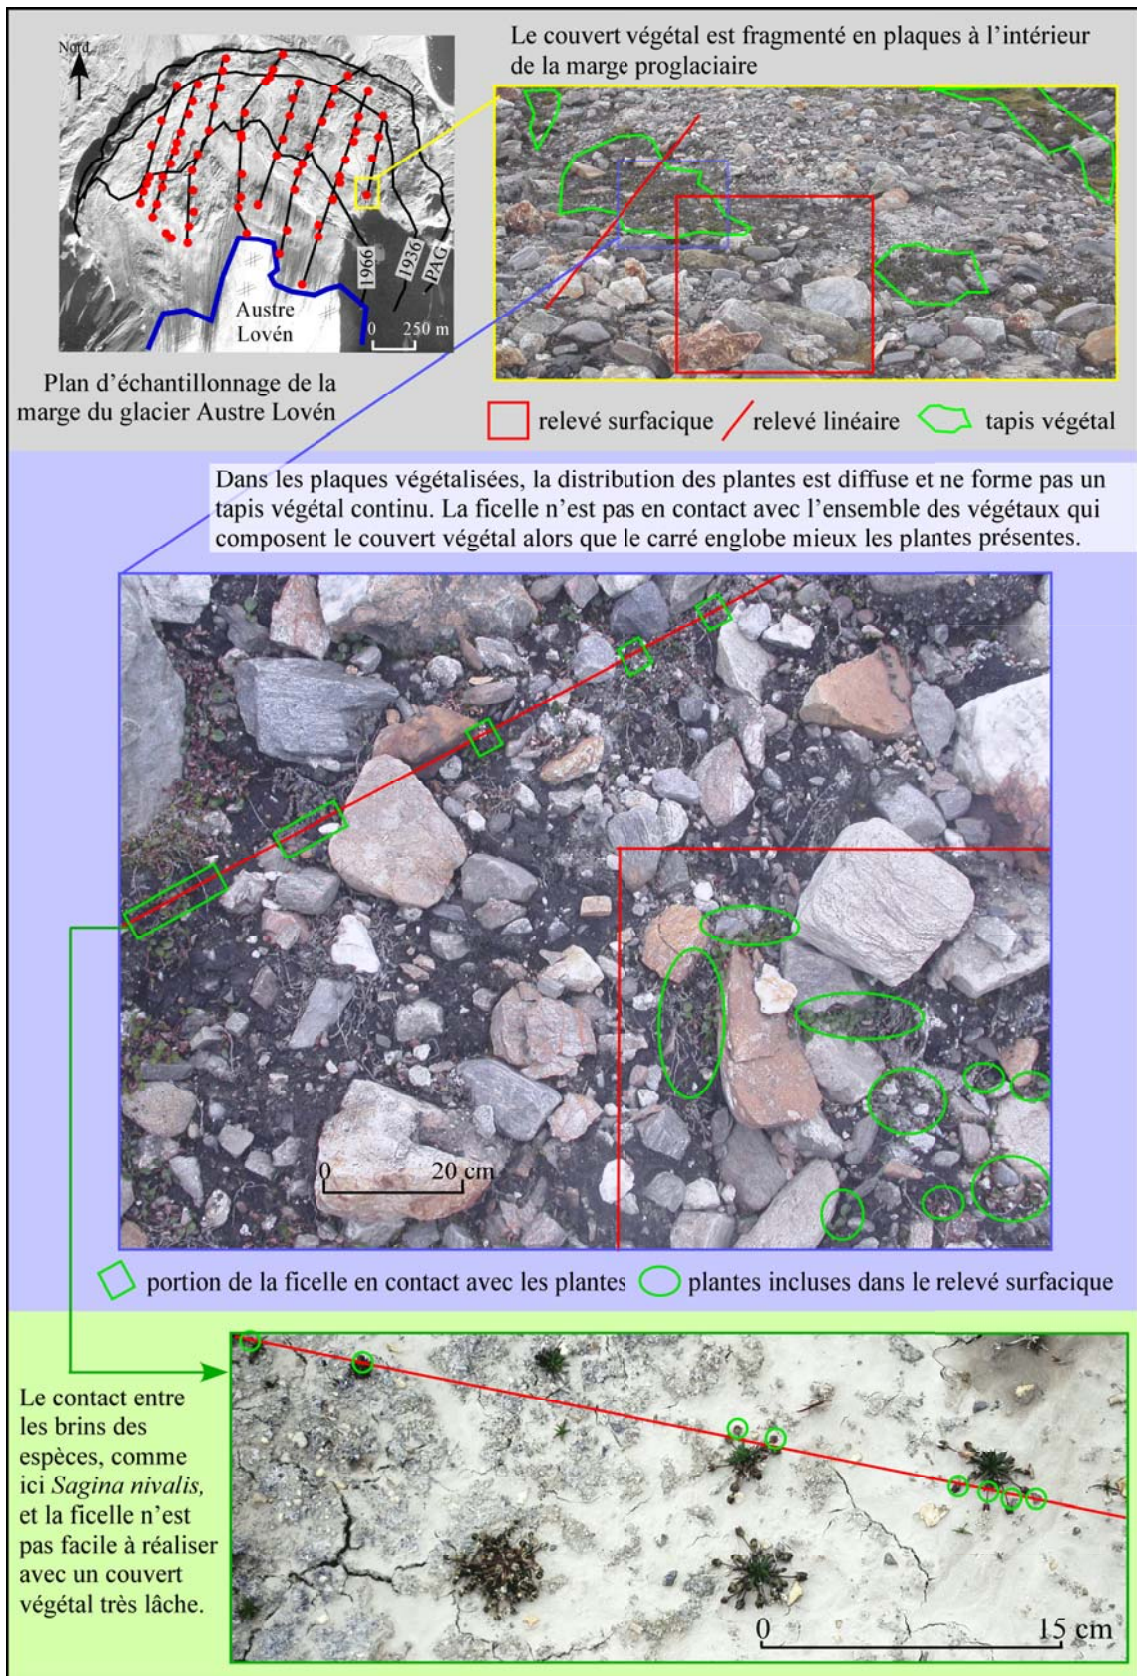 Nord
1966
1936
PAG
Austre
Lovén
0 250 m
Plan d'échantillonnage de la
marge du glacier Austre Lovén
Le couvert végétal est fragmenté en plaques à l'intérieur
de la marge proglaciaire
relevé surfacique
relevé linéaire
tapis végétal
Dans les plaques végétalisées, la distribution des plantes est diffuse et ne forme pas un
tapis végétal continu. La ficelle n'est pas en contact avec l'ensemble des végétaux qui
composent le couvert végétal alors que le carré englobe mieux les plantes présentes.
0 20 cm
portion de la ficelle en contact avec les plantes
plantes incluses dans le relevé surfacique
Le contact entre
les brins des
espèces, comme
ici Sagina nivalis,
et la ficelle n'est
pas facile à réaliser
avec un couvert
végétal très lâche.
0 15 cm